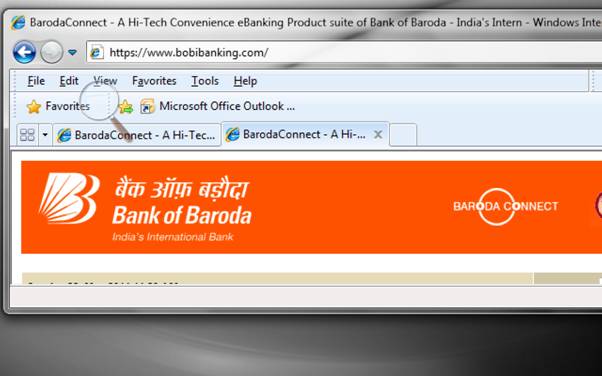 BarodaConnect - A Hi-Tech Convenience eBanking Product suite of Bank of Baroda - India's Intern - Windows Inte
https://www.bobibanking.com/
File Edit View Favorites Tools Help
Favorites Microsoft Office Outlook ...
BarodaConnect - A Hi-Tec... BarodaConnect - A Hi-...
बैंक ऑफ़ बड़ौदा
Bank of Baroda
India's International Bank
BARODA CONNECT